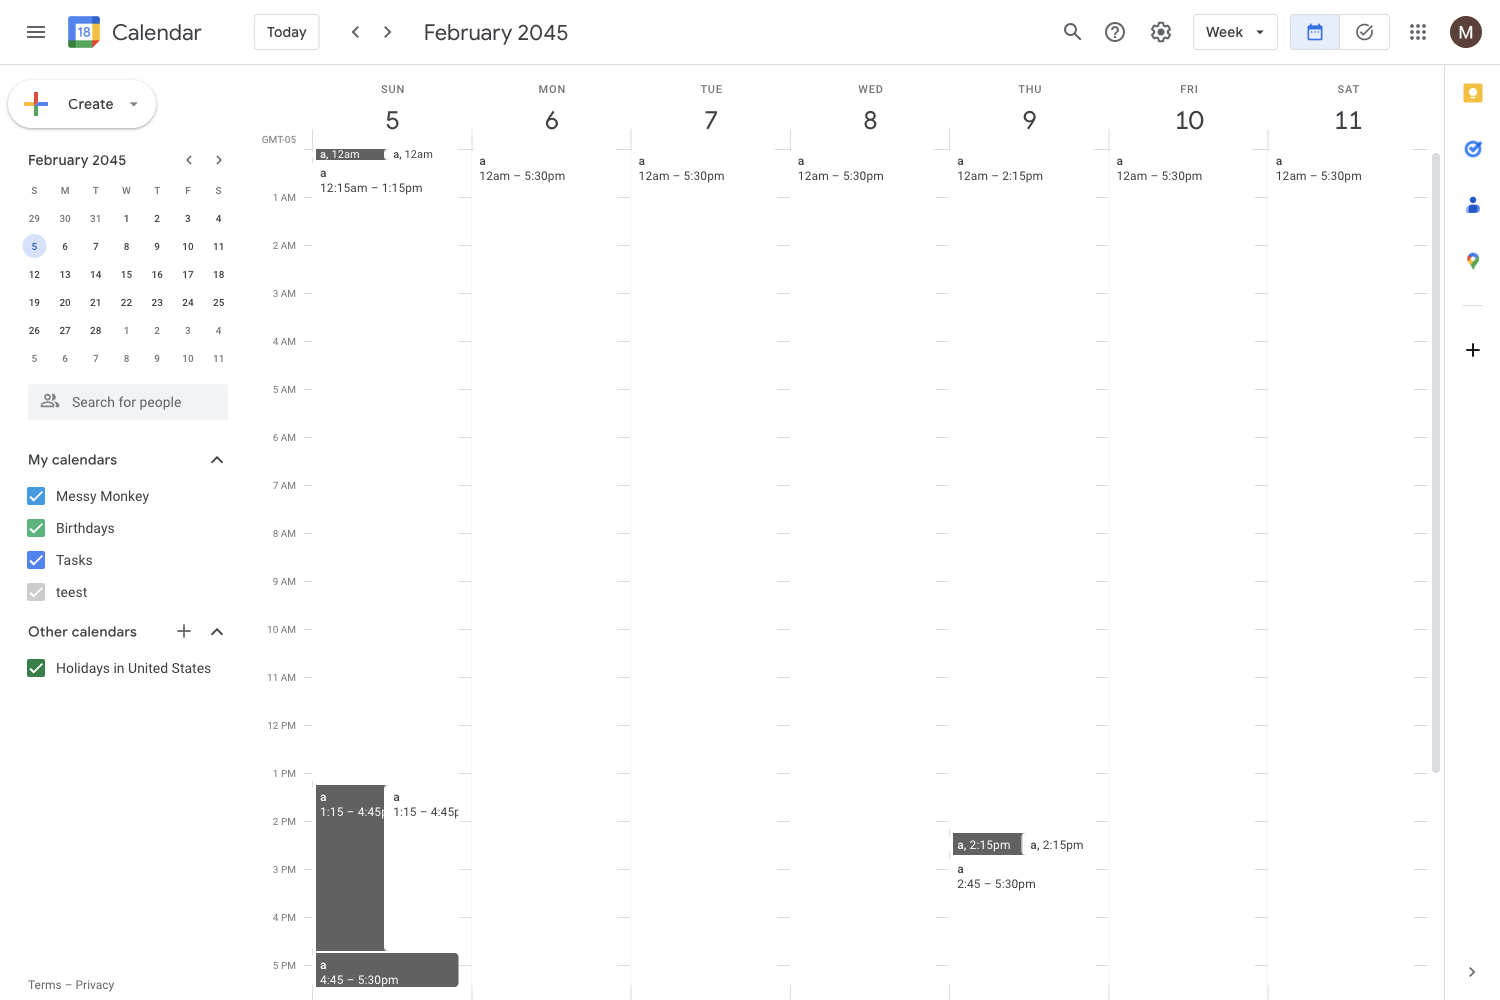 18 Calendar Today February 2045 Week M
Create
SUN MON TUE WED THU FRI SAT
5 6 7 8 9 10 11
GMT-05
February 2045
S M T W T F S
29 30 31 1 2 3 4
5 6 7 8 9 10 11
12 13 14 15 16 17 18
19 20 21 22 23 24 25
26 27 28 1 2 3 4
5 6 7 8 9 10 11
Search for people
My calendars
Messy Monkey
Birthdays
Tasks
teest
Other calendars
Holidays in United States
Terms – Privacy
a, 12am a, 12am
a
12:15am – 1:15pm
a
12am – 5:30pm
a
12am – 5:30pm
a
12am – 5:30pm
a
12am – 2:15pm
a
12am – 5:30pm
a
12am – 5:30pm
1 AM
2 AM
3 AM
4 AM
5 AM
6 AM
7 AM
8 AM
9 AM
10 AM
11 AM
12 PM
1 PM
2 PM
3 PM
4 PM
5 PM
a
1:15 – 4:45p
a
1:15 – 4:45p
a
4:45 – 5:30pm
a, 2:15pm a, 2:15pm
a
2:45 – 5:30pm